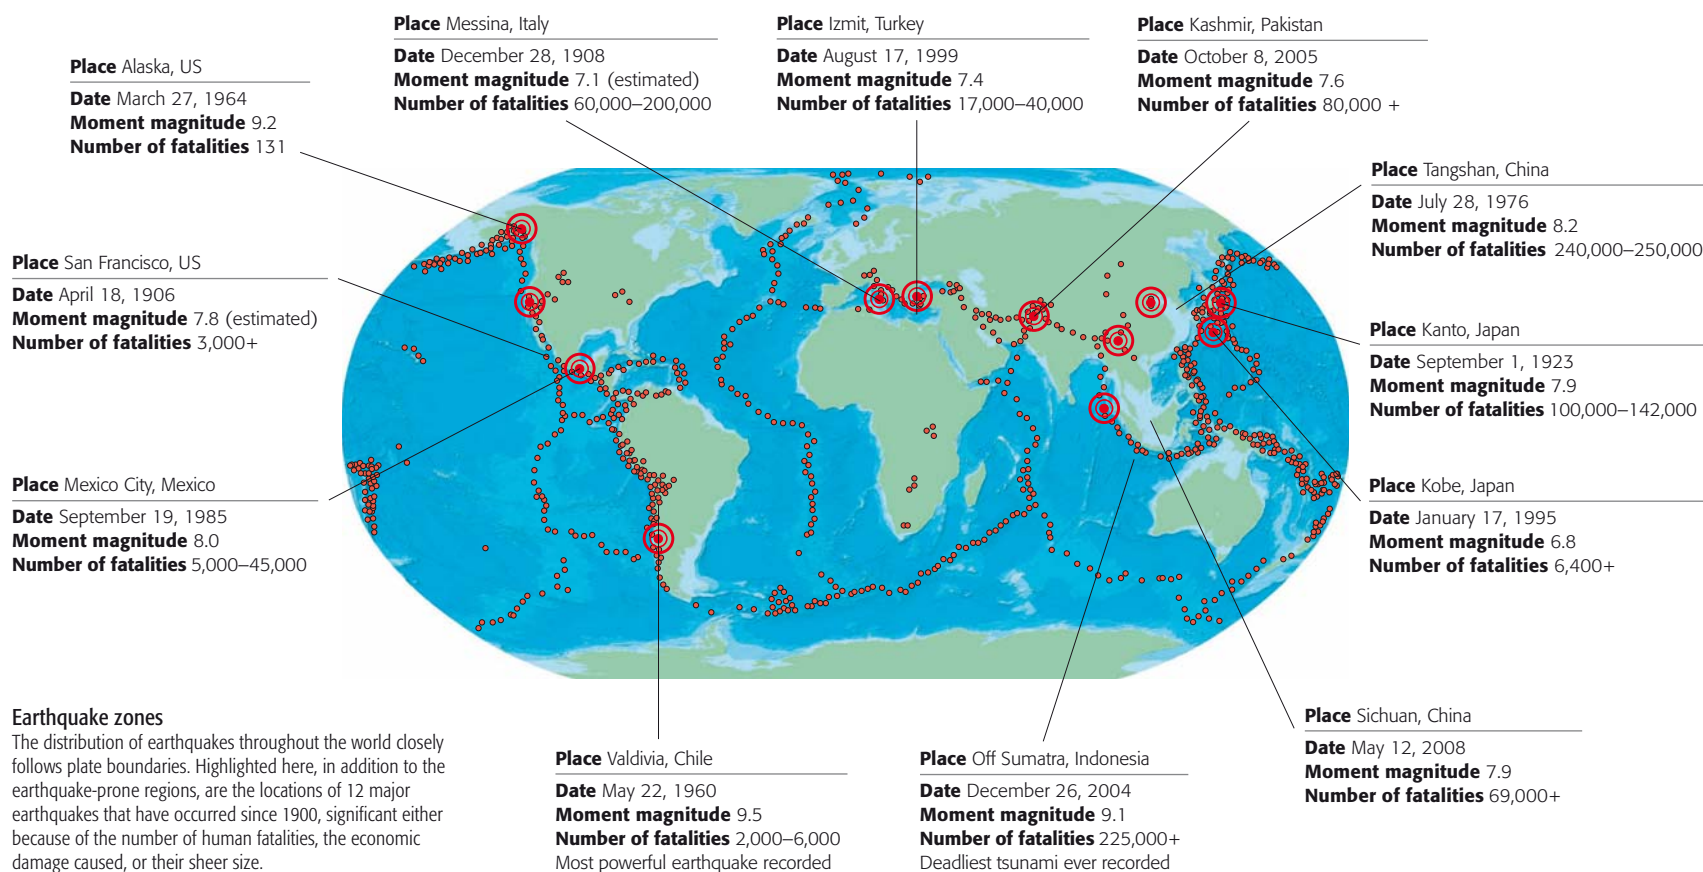 Place Alaska, US
Date March 27, 1964
Moment magnitude 9.2
Number of fatalities 131
Place Messina, Italy
Date December 28, 1908
Moment magnitude 7.1 (estimated)
Number of fatalities 60,000–200,000
Place Izmit, Turkey
Date August 17, 1999
Moment magnitude 7.4
Number of fatalities 17,000–40,000
Place Kashmir, Pakistan
Date October 8, 2005
Moment magnitude 7.6
Number of fatalities 80,000 +
Place Tangshan, China
Date July 28, 1976
Moment magnitude 8.2
Number of fatalities 240,000–250,000
Place San Francisco, US
Date April 18, 1906
Moment magnitude 7.8 (estimated)
Number of fatalities 3,000+
Place Kanto, Japan
Date September 1, 1923
Moment magnitude 7.9
Number of fatalities 100,000–142,000
Place Mexico City, Mexico
Date September 19, 1985
Moment magnitude 8.0
Number of fatalities 5,000–45,000
Place Kobe, Japan
Date January 17, 1995
Moment magnitude 6.8
Number of fatalities 6,400+
Earthquake zones
The distribution of earthquakes throughout the world closely
follows plate boundaries. Highlighted here, in addition to the
earthquake-prone regions, are the locations of 12 major
earthquakes that have occurred since 1900, significant either
because of the number of human fatalities, the economic
damage caused, or their sheer size.
Place Valdivia, Chile
Date May 22, 1960
Moment magnitude 9.5
Number of fatalities 2,000–6,000
Most powerful earthquake recorded
Place Off Sumatra, Indonesia
Date December 26, 2004
Moment magnitude 9.1
Number of fatalities 225,000+
Deadliest tsunami ever recorded
Place Sichuan, China
Date May 12, 2008
Moment magnitude 7.9
Number of fatalities 69,000+